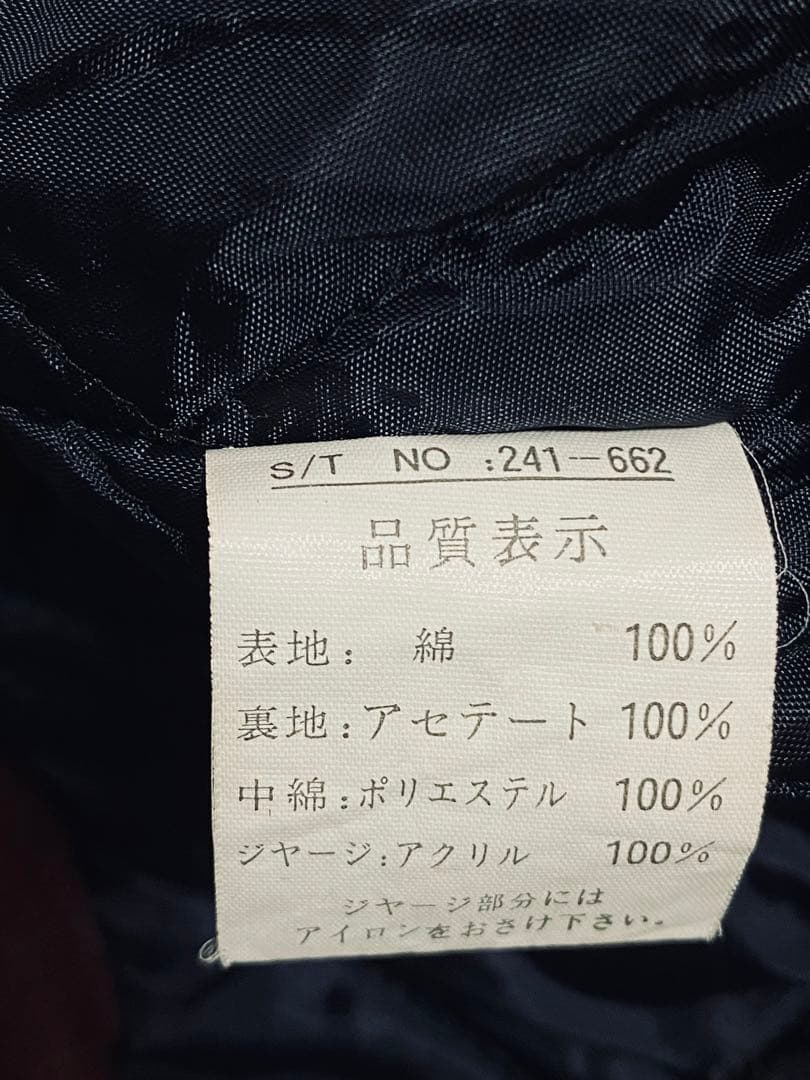 S/T NO :241-662
品質表示
表地: 綿 100%
裏地:アセテート 100%
中綿:ポリエステル 100%
ジヤージ:アクリル 100%
ジヤージ部分には
アイロンをおさけ下さい。